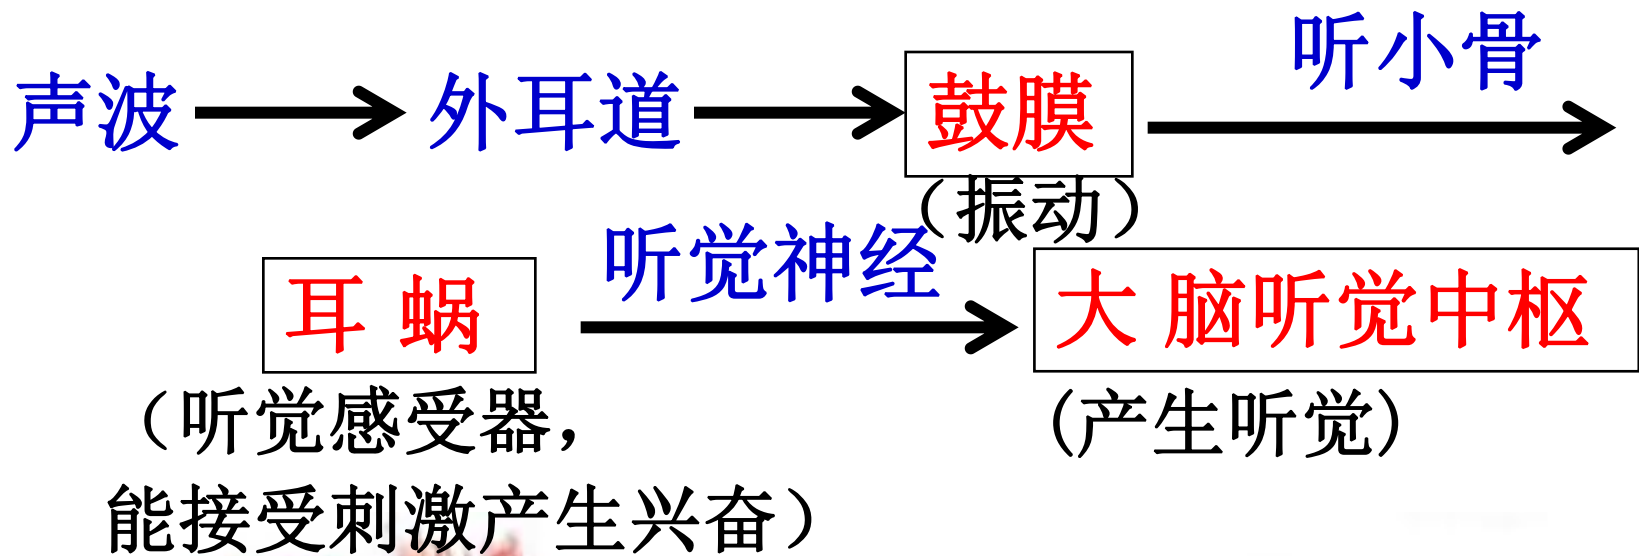 声波 外耳道 鼓膜 听小骨
（振动）
耳 蜗 听觉神经 大 脑听觉中枢
（听觉感受器， (产生听觉)
能接受刺激产生兴奋）